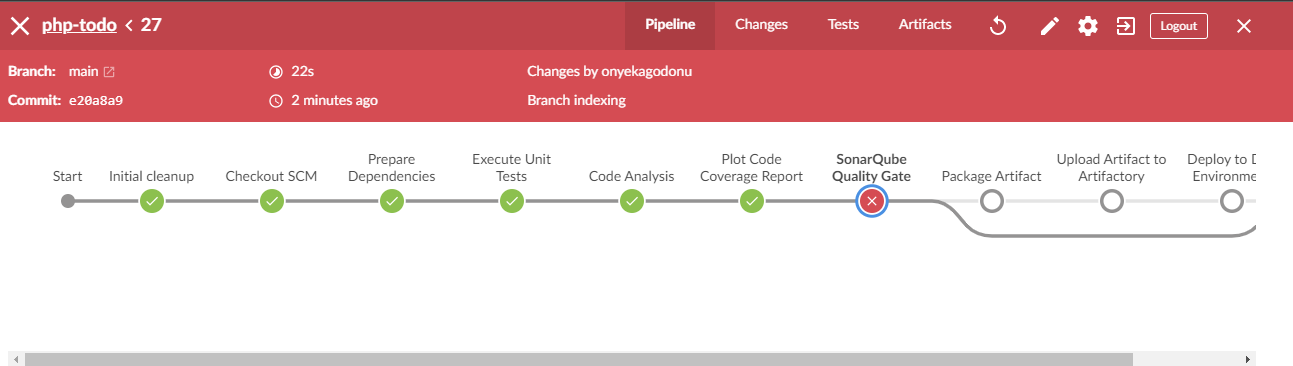 php-todo < 27
Pipeline
Changes
Tests
Artifacts
Logout
Branch: main
22s
Changes by onyekagodonu
Commit: e20a8a9
2 minutes ago
Branch indexing
Start
Initial cleanup
Checkout SCM
Prepare
Dependencies
Execute Unit
Tests
Code Analysis
Plot Code
Coverage Report
SonarQube
Quality Gate
Package Artifact
Upload Artifact to
Artifactory
Deploy to D
Environme